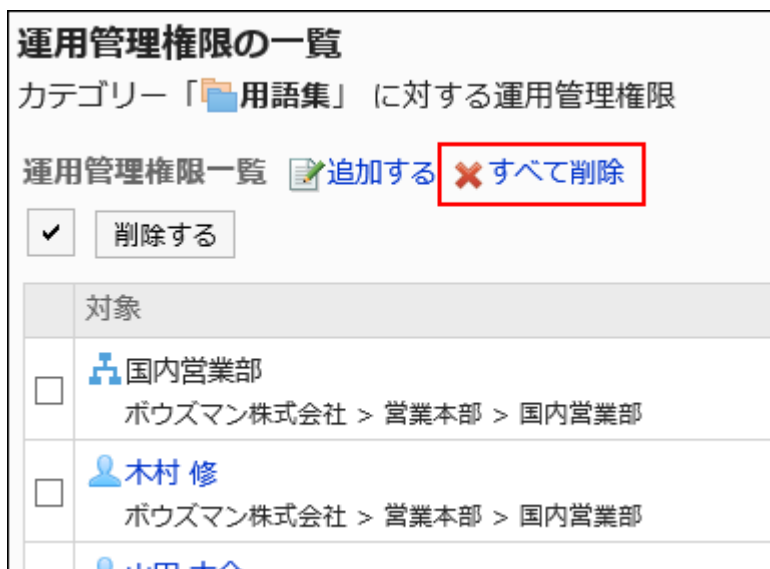 運用管理権限の一覧
カテゴリー「用語集」 に対する運用管理権限
運用管理権限一覧 追加する すべて削除
削除する
対象
国内営業部
ボウズマン株式会社 > 営業本部 > 国内営業部
木村 修
ボウズマン株式会社 > 営業本部 > 国内営業部